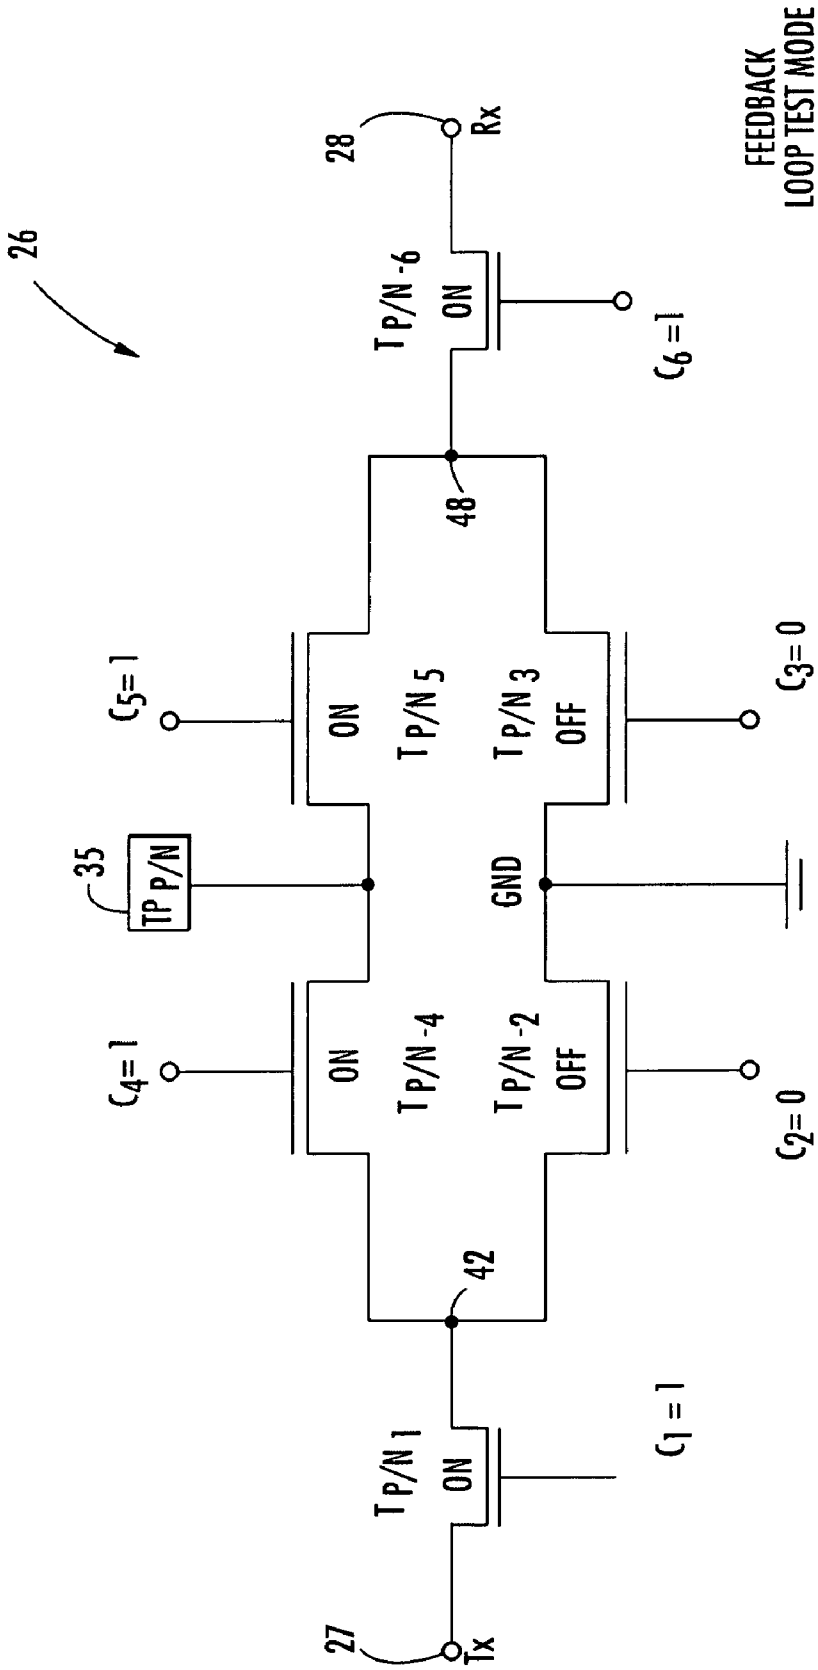 26
27
Tx
T P/N 1
ON
C1 = 1
42
C4 = 1
ON
T P/N -4
T P/N -2
OFF
C2 = 0
35
TP P/N
GND
C5 = 1
ON
T P/N 5
T P/N 3
OFF
C3 = 0
48
T P/N -6
ON
C6 = 1
28
Rx
FEEDBACK
LOOP TEST MODE